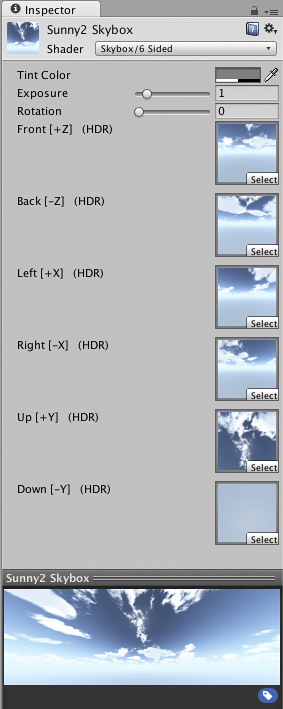 Inspector
Sunny2 Skybox
Shader Skybox/6 Sided
Tint Color
Exposure 1
Rotation 0
Front [+Z] (HDR)
Select
Back [-Z] (HDR)
Select
Left [+X] (HDR)
Select
Right [-X] (HDR)
Select
Up [+Y] (HDR)
Select
Down [-Y] (HDR)
Select
Sunny2 Skybox